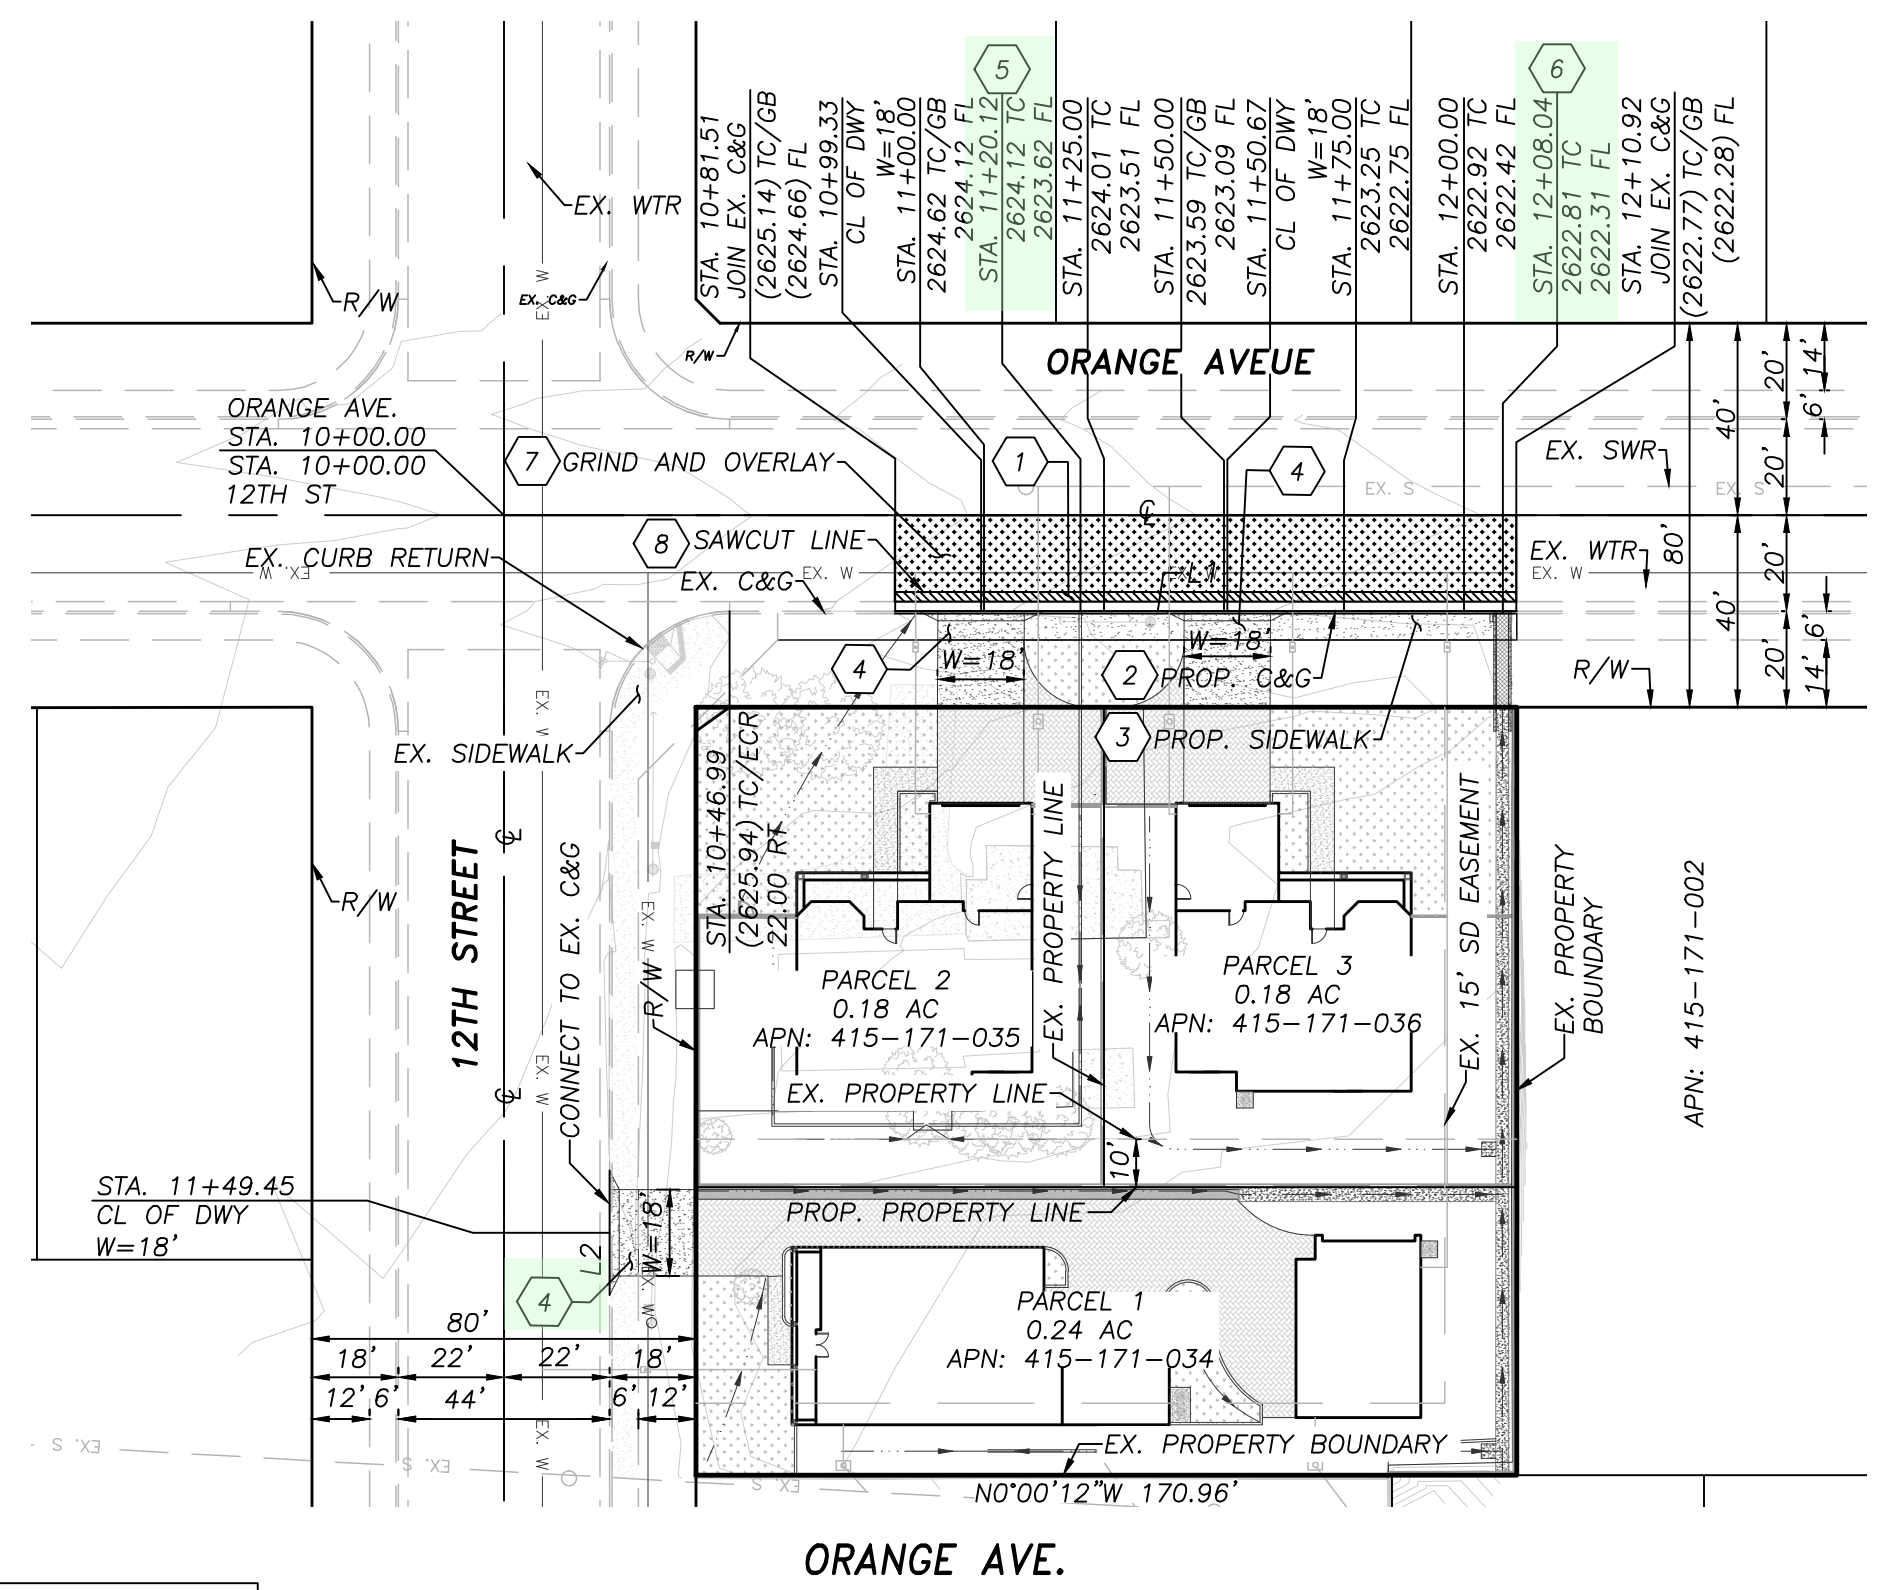 5
6
STA. 10+81.51
JOIN EX. C&G
(2625.14) TC/GB
(2624.66) FL
STA. 10+99.33
CL OF DWY
W=18'
STA. 11+00.00
2624.62 TC/GB
2624.12 FL
STA. 11+20.12
2624.12 TC
2623.62 FL
STA. 11+25.00
2624.01 TC
2623.51 FL
STA. 11+50.00
2623.59 TC/GB
2623.09 FL
STA. 11+50.67
CL OF DWY
W=18'
STA. 11+75.00
2623.25 TC
2622.75 FL
STA. 12+00.00
2622.92 TC
2622.42 FL
STA. 12+08.04
2622.81 TC
2622.31 FL
STA. 12+10.92
JOIN EX. C&G
(2622.77) TC/GB
(2622.28) FL
EX. WTR
EX. W
EX. C&G
R/W
R/W
ORANGE AVEUE
20'
14'
40'
6'
20'
ORANGE AVE.
STA. 10+00.00
STA. 10+00.00
12TH ST
7
GRIND AND OVERLAY
1
4
EX. SWR
EX. S
EX. S
℄
EX. CURB RETURN
EX. W
8
SAWCUT LINE
EX. C&G
EX. W
EX. W
L1
EX. WTR
EX. W
80'
20'
40'
6'
20'
14'
R/W
4
W=18'
W=18'
2
PROP. C&G
3
PROP. SIDEWALK
EX. SIDEWALK
EX. W
STA. 10+46.99
(2625.94) TC/ECR
22.00 RT
EX. PROPERTY LINE
EX. 15' SD EASEMENT
EX. PROPERTY
BOUNDARY
APN: 415-171-002
℄
12TH STREET
CONNECT TO EX. C&G
R/W
EX. W
R/W
PARCEL 2
0.18 AC
APN: 415-171-035
PARCEL 3
0.18 AC
APN: 415-171-036
℄
EX. W
EX. PROPERTY LINE
10'
STA. 11+49.45
CL OF DWY
W=18'
W=18'
L2
PROP. PROPERTY LINE
4
EX. W
PARCEL 1
0.24 AC
APN: 415-171-034
80'
18'
22'
22'
18'
12'
6'
44'
6'
12'
EX. W
EX. S
EX. S
EX. S
EX. PROPERTY BOUNDARY
N0°00'12"W 170.96'
ORANGE AVE.